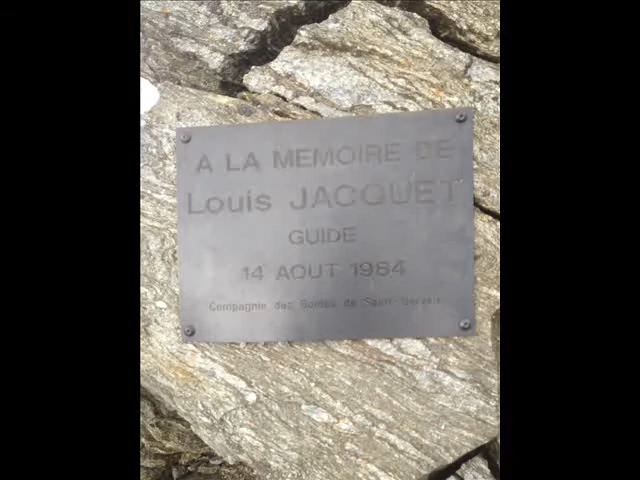 A LA MEMOIRE DE
Louis JACQUET
GUIDE
14 AOUT 1984
Compagnie des Guides de Saint-Gervais